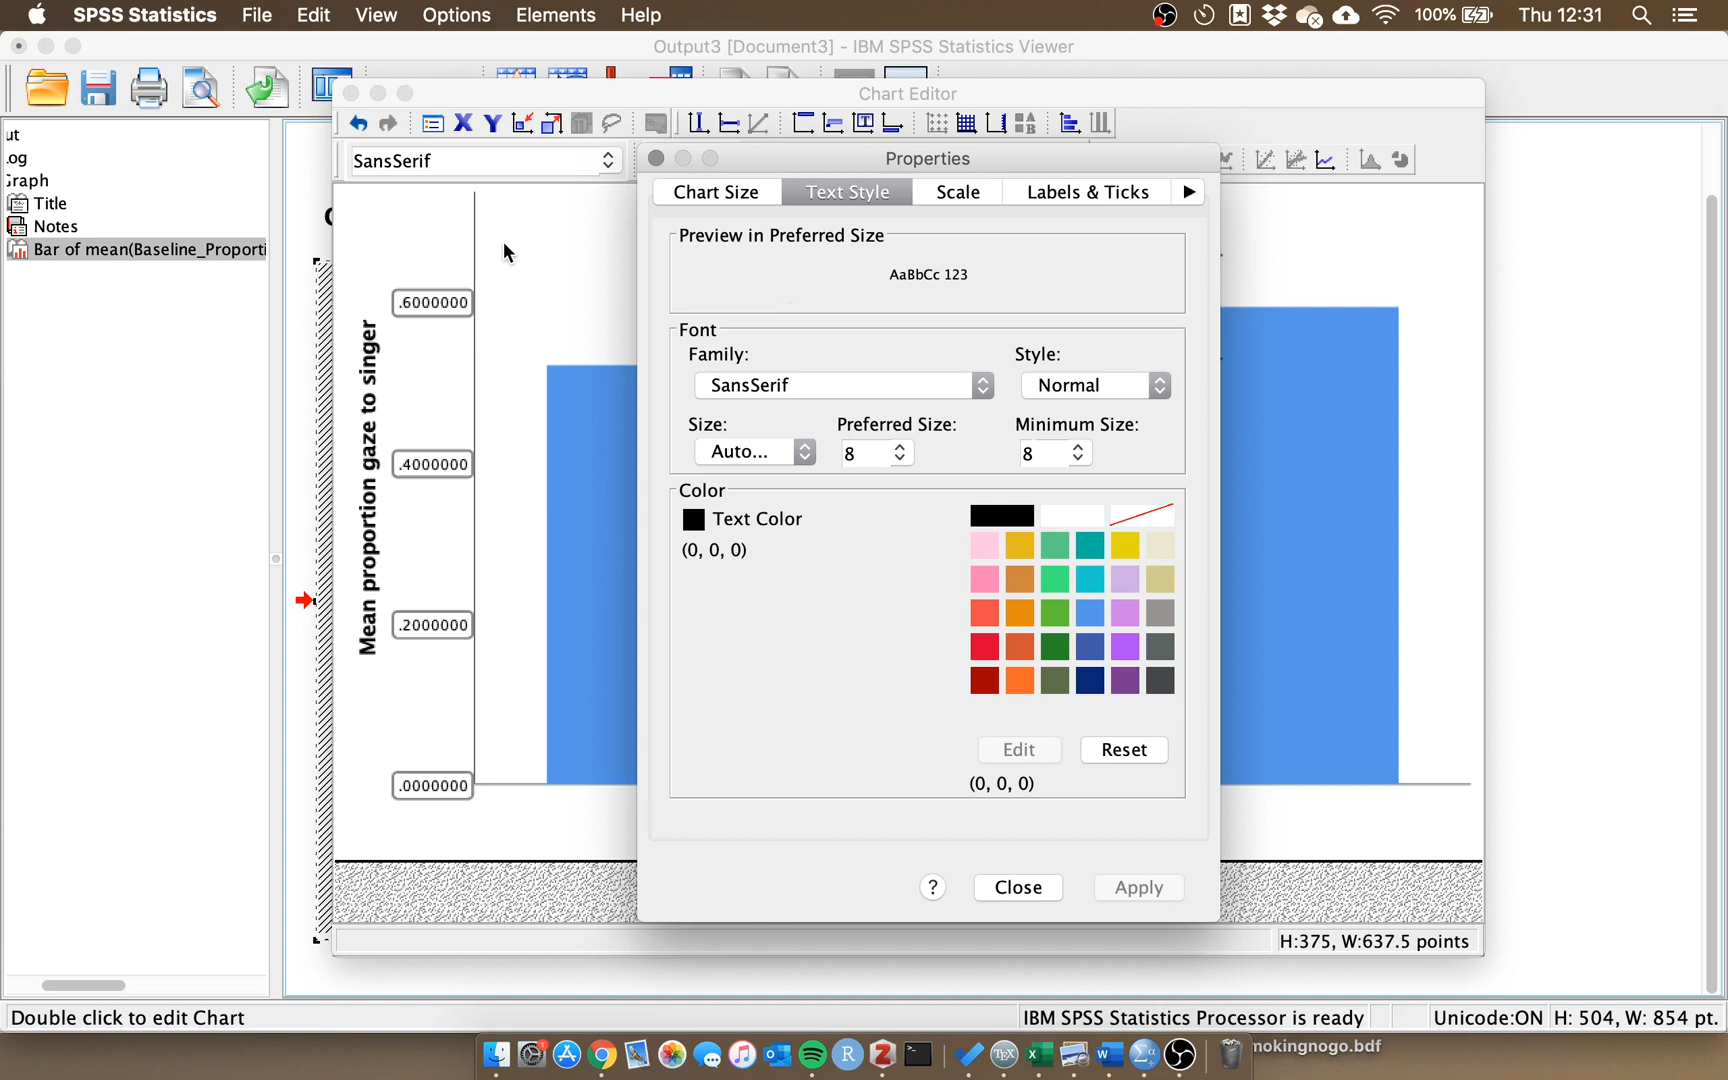 SPSS Statistics File Edit View Options Elements Help 100% Thu 12:31
Output3 [Document3] - IBM SPSS Statistics Viewer
Chart Editor
X Y
SansSerif
Properties
Chart Size Text Style Scale Labels & Ticks
Preview in Preferred Size
AaBbCc 123
Font
Family: Style:
SansSerif Normal
Size: Preferred Size: Minimum Size:
Auto... 8 8
Color
Text Color
(0, 0, 0)
Edit Reset
(0, 0, 0)
? Close Apply
ut
Log
Graph
Title
Notes
Bar of mean(Baseline_Proporti
Mean proportion gaze to singer
.6000000
.4000000
.2000000
.0000000
H:375, W:637.5 points
Double click to edit Chart IBM SPSS Statistics Processor is ready Unicode:ON H: 504, W: 854 pt.
mokingnogo.bdf